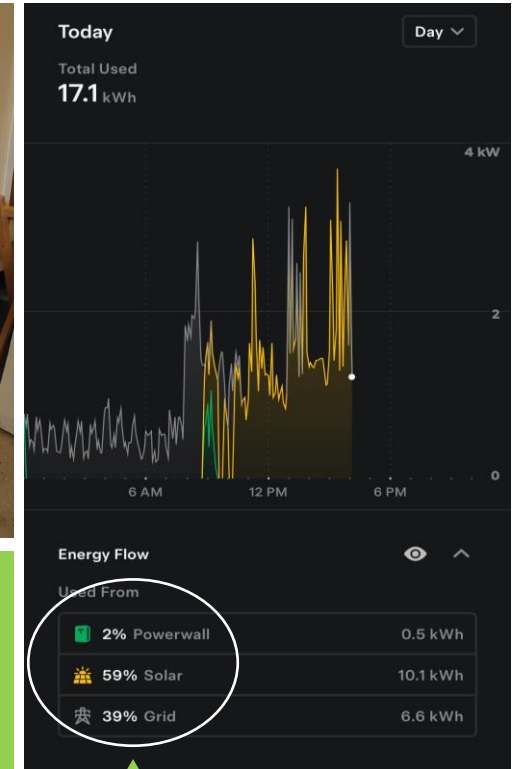 Today Day
Total Used
17.1 kWh
4 kW
2
0
6 AM 12 PM 6 PM
Energy Flow
Used From
2% Powerwall 0.5 kWh
59% Solar 10.1 kWh
39% Grid 6.6 kWh